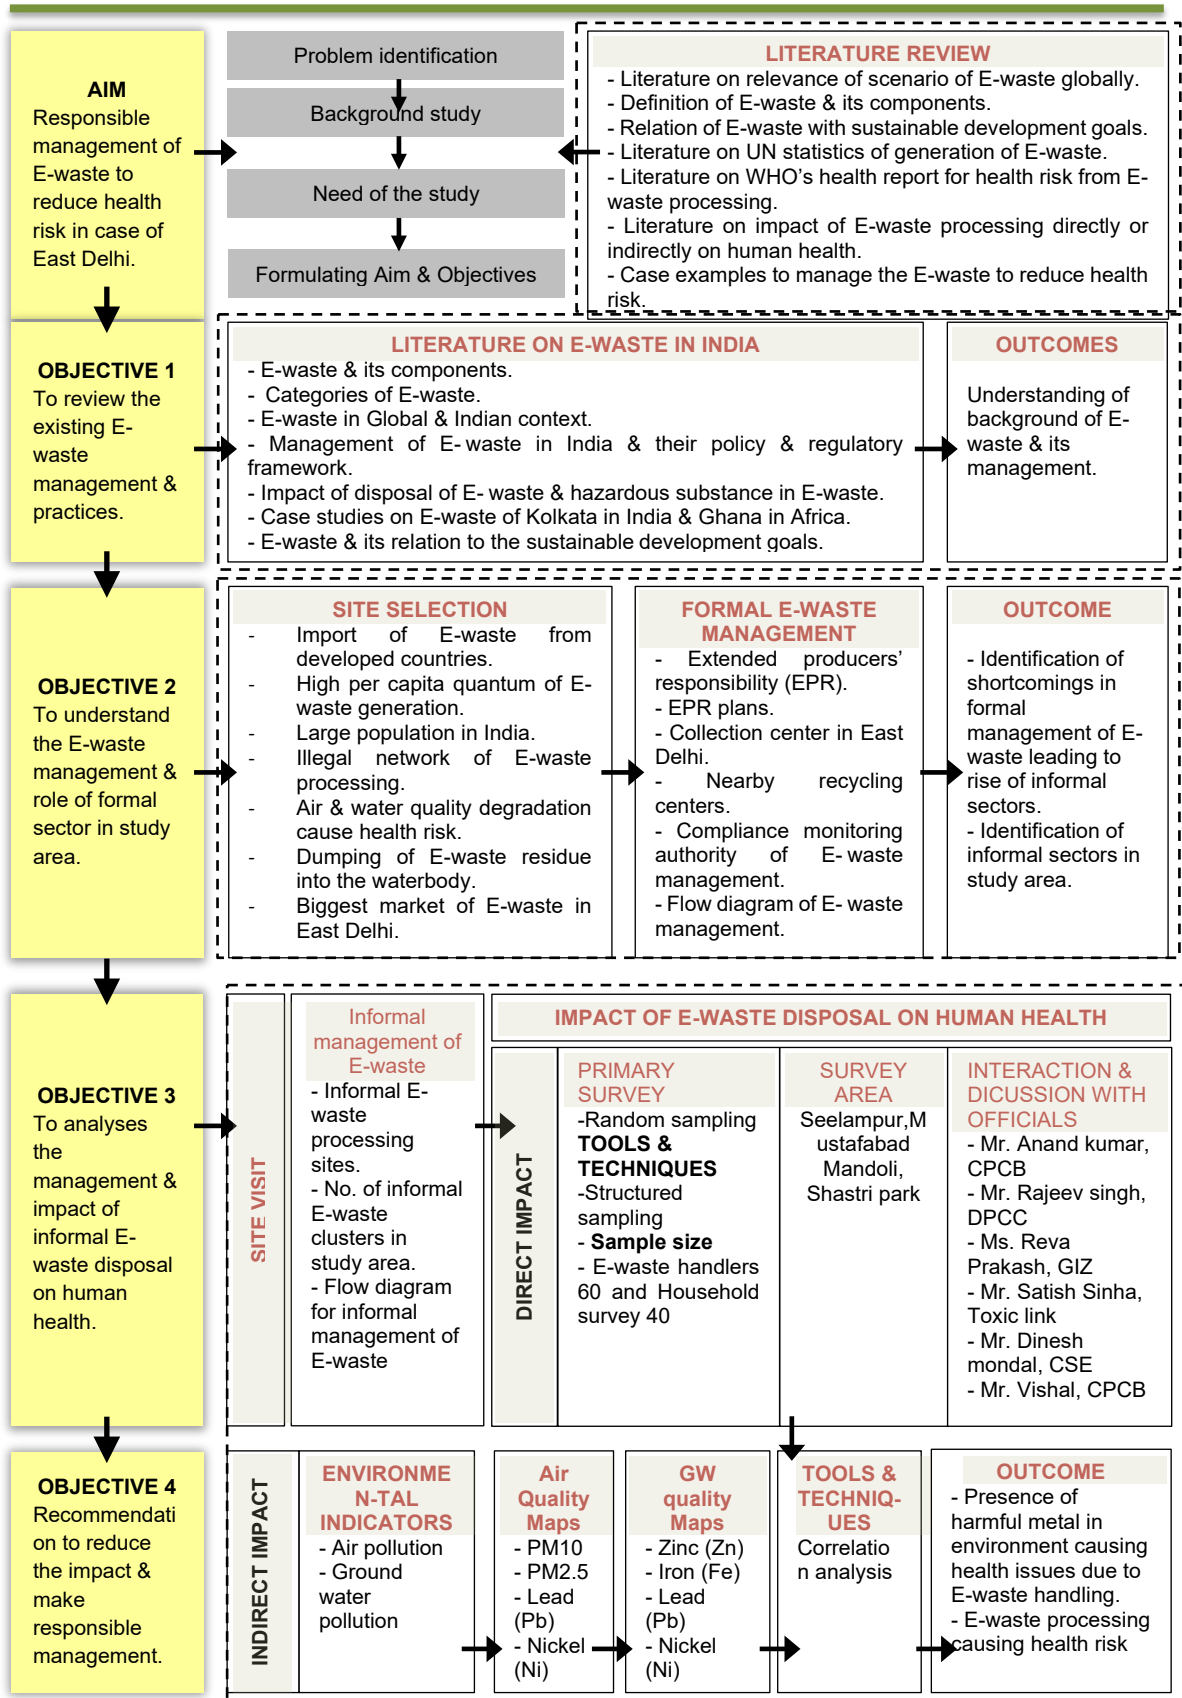 AIM
Responsible
management of
E-waste to
reduce health
risk in case of
East Delhi.
Problem identification
Background study
Need of the study
Formulating Aim & Objectives
LITERATURE REVIEW
- Literature on relevance of scenario of E-waste globally.
- Definition of E-waste & its components.
- Relation of E-waste with sustainable development goals.
- Literature on UN statistics of generation of E-waste.
- Literature on WHO's health report for health risk from E-
waste processing.
- Literature on impact of E-waste processing directly or
indirectly on human health.
- Case examples to manage the E-waste to reduce health
risk.
OBJECTIVE 1
To review the
existing E-
waste
management &
practices.
LITERATURE ON E-WASTE IN INDIA
- E-waste & its components.
- Categories of E-waste.
- E-waste in Global & Indian context.
- Management of E-waste in India & their policy & regulatory
framework.
- Impact of disposal of E- waste & hazardous substance in E-waste.
- Case studies on E-waste of Kolkata in India & Ghana in Africa.
- E-waste & its relation to the sustainable development goals.
OUTCOMES
Understanding of
background of E-
waste & its
management.
OBJECTIVE 2
To understand
the E-waste
management &
role of formal
sector in study
area.
SITE SELECTION
- Import of E-waste from
developed countries.
- High per capita quantum of E-
waste generation.
- Large population in India.
- Illegal network of E-waste
processing.
- Air & water quality degradation
cause health risk.
- Dumping of E-waste residue
into the waterbody.
- Biggest market of E-waste in
East Delhi.
FORMAL E-WASTE
MANAGEMENT
- Extended producers'
responsibility (EPR).
- EPR plans.
- Collection center in East
Delhi.
- Nearby recycling
centers.
- Compliance monitoring
authority of E- waste
management.
- Flow diagram of E- waste
management.
OUTCOME
- Identification of
shortcomings in
formal
management of E-
waste leading to
rise of informal
sectors.
- Identification of
informal sectors in
study area.
OBJECTIVE 3
To analyses
the
management &
impact of
informal E-
waste disposal
on human
health.
SITE VISIT
Informal
management of
E-waste
- Informal E-
waste
processing
sites.
- No. of informal
E-waste
clusters in
study area.
- Flow diagram
for informal
management of
E-waste
IMPACT OF E-WASTE DISPOSAL ON HUMAN HEALTH
DIRECT IMPACT
PRIMARY
SURVEY
-Random sampling
TOOLS &
TECHNIQUES
-Structured
sampling
- Sample size
- E-waste handlers
60 and Household
survey 40
SURVEY
AREA
Seelampur,M
ustafabad
Mandoli,
Shastri park
INTERACTION &
DICUSSION WITH
OFFICIALS
- Mr. Anand kumar,
CPCB
- Mr. Rajeev singh,
DPCC
- Ms. Reva
Prakash, GIZ
- Mr. Satish Sinha,
Toxic link
- Mr. Dinesh
mondal, CSE
- Mr. Vishal, CPCB
OBJECTIVE 4
Recommendati
on to reduce
the impact &
make
responsible
management.
INDIRECT IMPACT
ENVIRONME
N-TAL
INDICATORS
- Air pollution
- Ground
water
pollution
Air
Quality
Maps
- PM10
- PM2.5
- Lead
(Pb)
- Nickel
(Ni)
GW
quality
Maps
- Zinc (Zn)
- Iron (Fe)
- Lead
(Pb)
- Nickel
(Ni)
TOOLS &
TECHNIQ-
UES
Correlatio
n analysis
OUTCOME
- Presence of
harmful metal in
environment causing
health issues due to
E-waste handling.
- E-waste processing
causing health risk